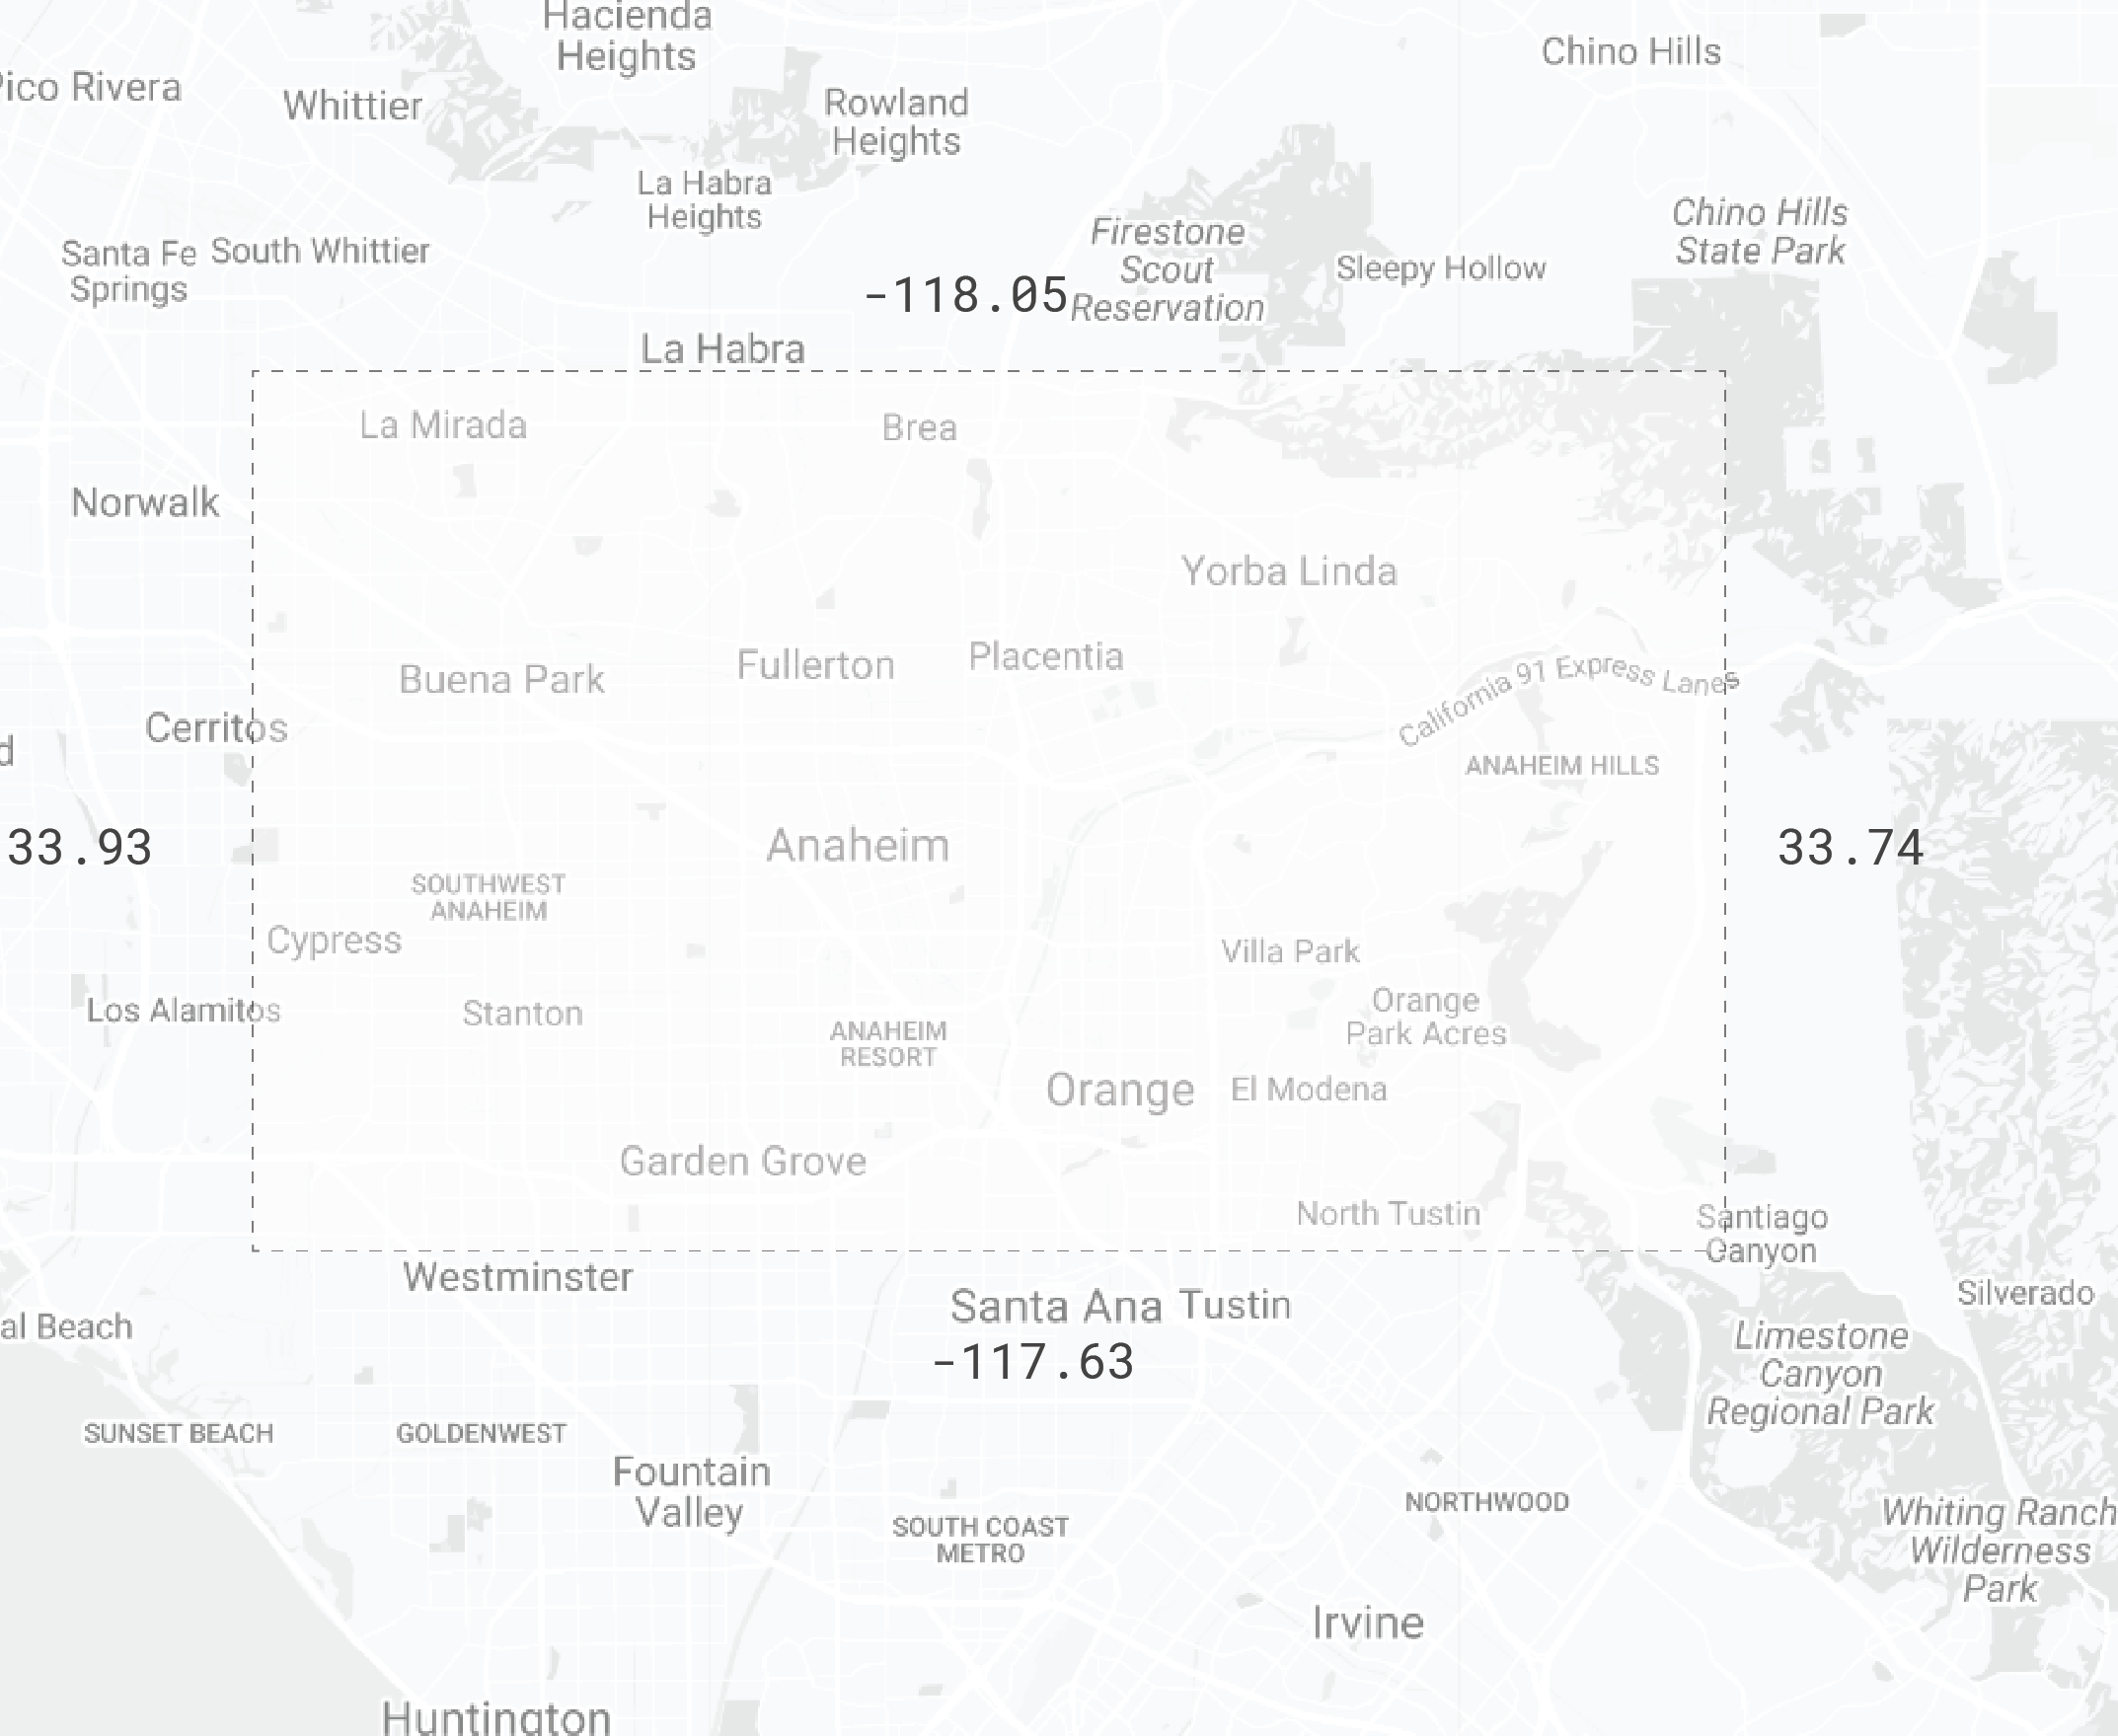 Hacienda
Heights
Chino Hills
Pico Rivera
Whittier
Rowland
Heights
La Habra
Heights
Chino Hills
State Park
Firestone
Scout
Reservation
Santa Fe
Springs
South Whittier
Sleepy Hollow
-118.05
La Habra
La Mirada
Brea
Norwalk
Yorba Linda
Placentia
Fullerton
Buena Park
California 91 Express Lanes
Cerritos
d
ANAHEIM HILLS
33.93
Anaheim
33.74
SOUTHWEST
ANAHEIM
Cypress
Villa Park
Los Alamitos
Stanton
Orange
Park Acres
ANAHEIM
RESORT
Orange
El Modena
Garden Grove
North Tustin
Santiago
Canyon
Westminster
Santa Ana
Tustin
Silverado
al Beach
Limestone
Canyon
Regional Park
-117.63
SUNSET BEACH
GOLDENWEST
Fountain
Valley
NORTHWOOD
SOUTH COAST
METRO
Whiting Ranch
Wilderness
Park
Irvine
Huntington